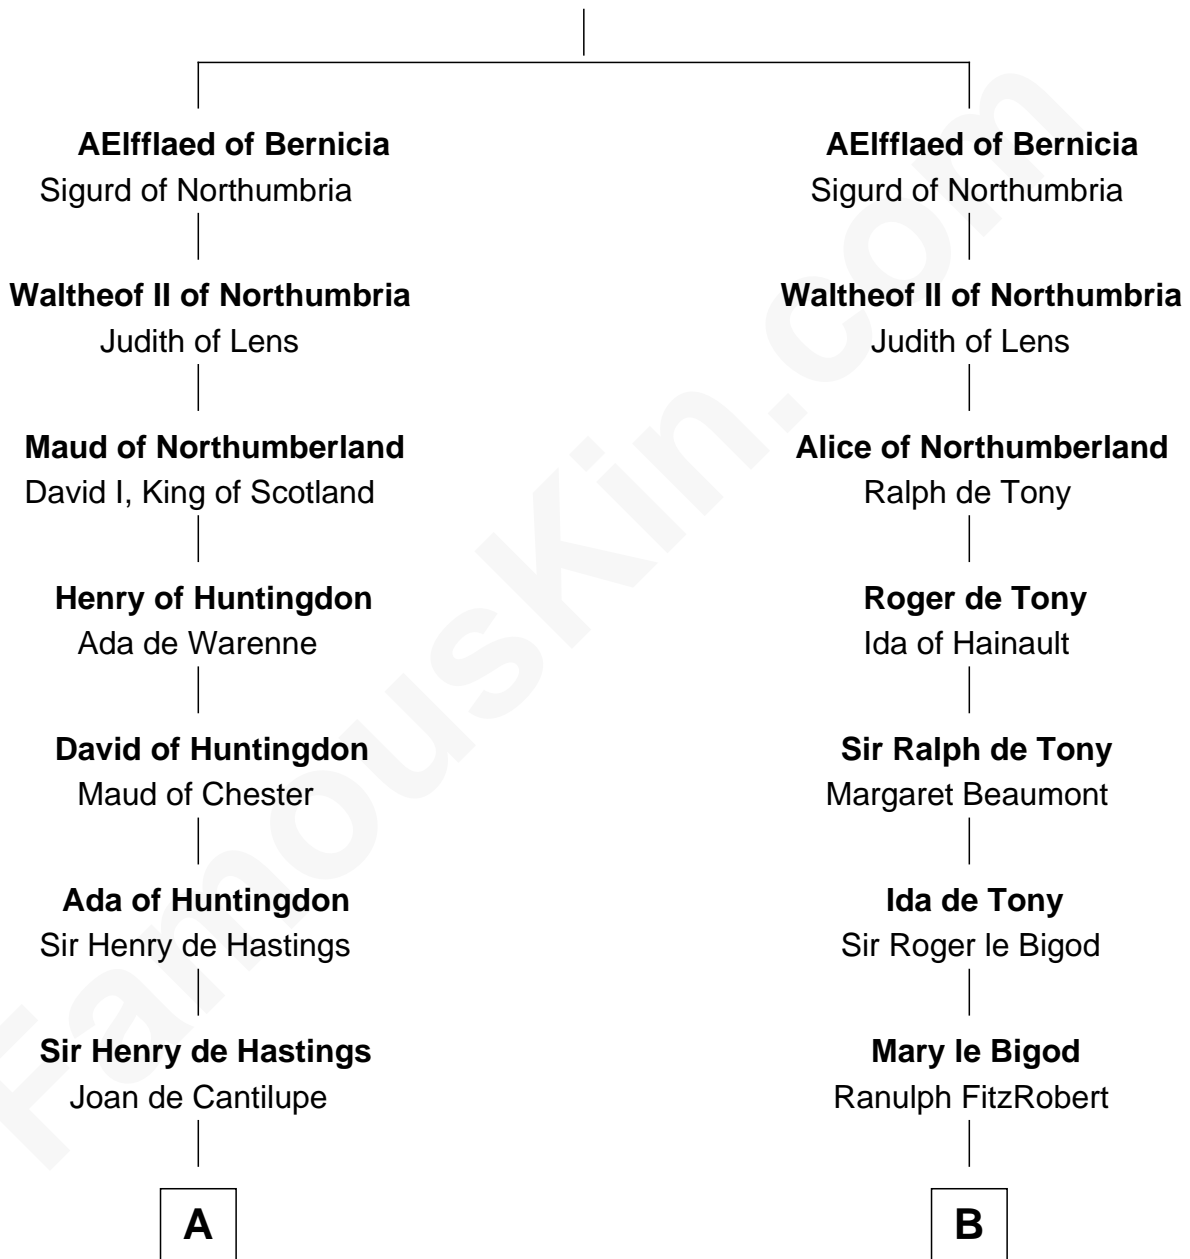 AElfflaed of Bernicia
Sigurd of Northumbria
Waltheof II of Northumbria
Judith of Lens
Maud of Northumberland
David I, King of Scotland
Henry of Huntingdon
Ada de Warenne
David of Huntingdon
Maud of Chester
Ada of Huntingdon
Sir Henry de Hastings
Sir Henry de Hastings
Joan de Cantilupe
A
AElfflaed of Bernicia
Sigurd of Northumbria
Waltheof II of Northumbria
Judith of Lens
Alice of Northumberland
Ralph de Tony
Roger de Tony
Ida of Hainault
Sir Ralph de Tony
Margaret Beaumont
Ida de Tony
Sir Roger le Bigod
Mary le Bigod
Ranulph FitzRobert
B
FamousKin.com